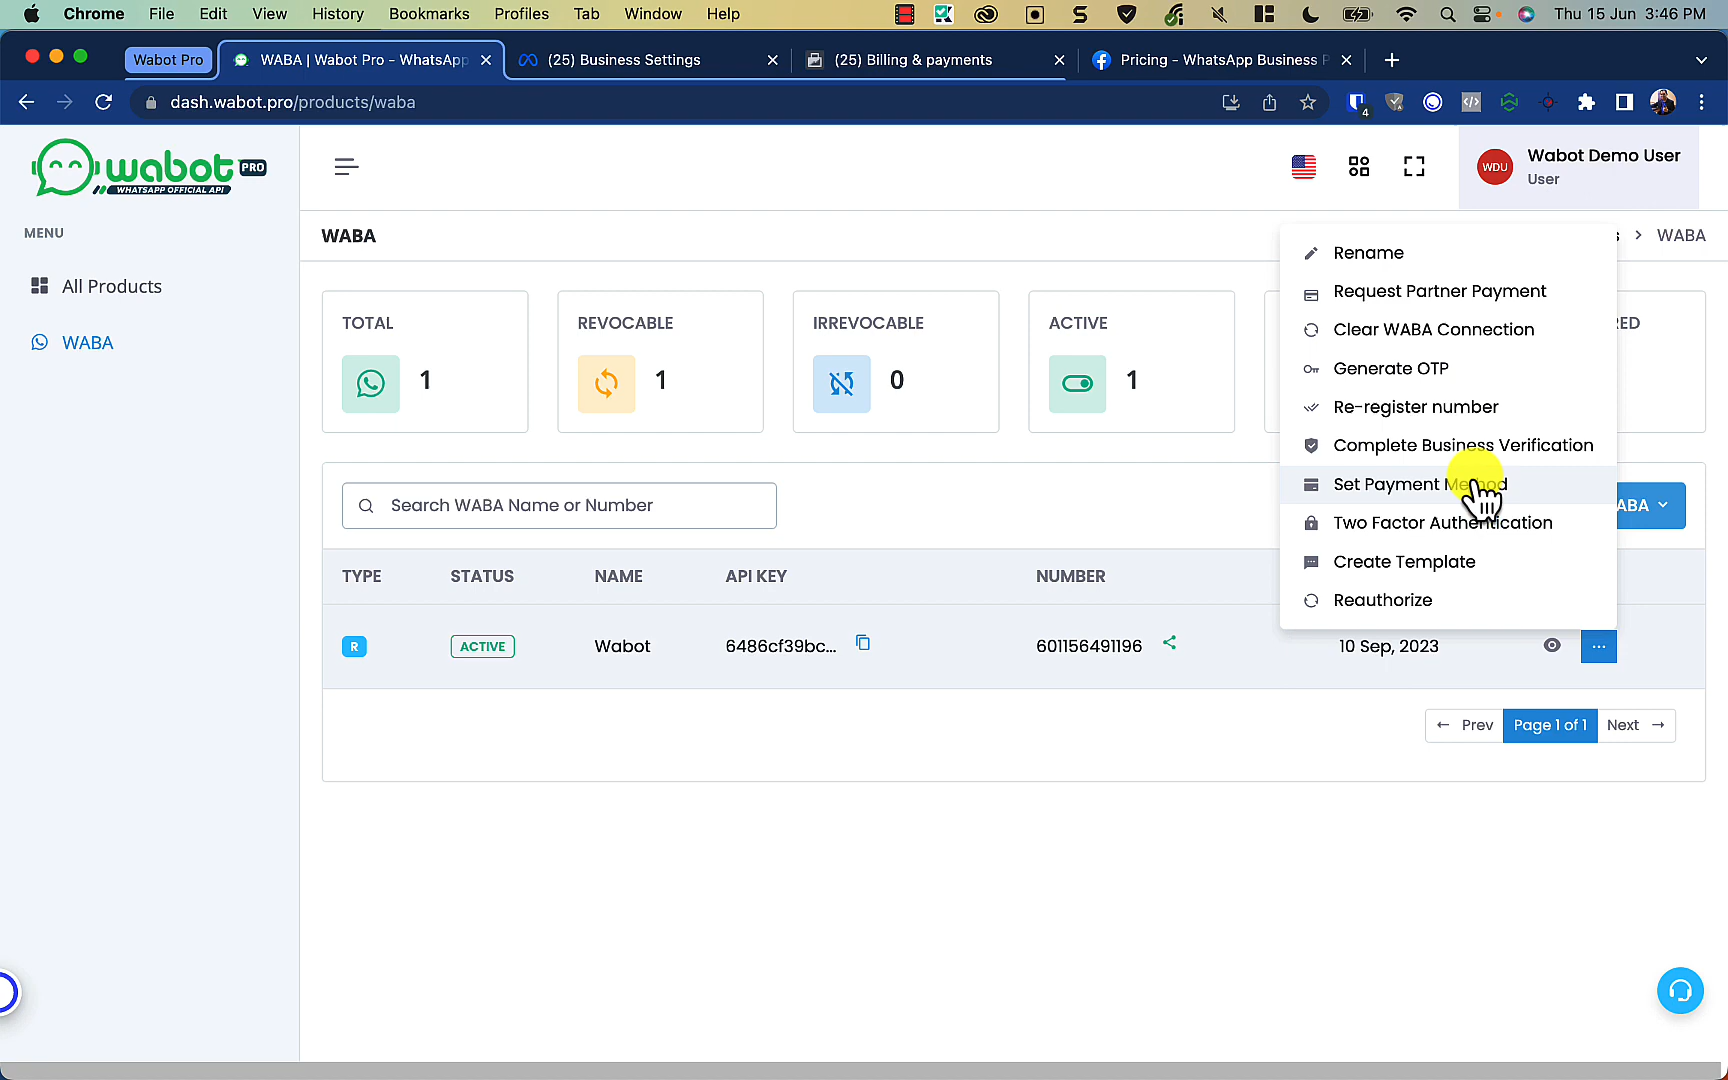 Chrome File Edit View History Bookmarks Profiles Tab Window Help Thu 15 Jun 3:46 PM
Wabot Pro WABA | Wabot Pro - WhatsApp (25) Business Settings (25) Billing & payments Pricing - WhatsApp Business P
dash.wabot.pro/products/waba 4
wabot PRO
WHATSAPP OFFICIAL API
WDU Wabot Demo User
User
MENU
All Products
WABA
WABA
s > WABA
TOTAL
1
REVOCABLE
1
IRREVOCABLE
0
ACTIVE
1
RED
Rename
Request Partner Payment
Clear WABA Connection
Generate OTP
Re-register number
Complete Business Verification
Set Payment Method
Two Factor Authentication
Create Template
Reauthorize
Search WABA Name or Number
ABA
TYPE STATUS NAME API KEY NUMBER
R ACTIVE Wabot 6486cf39bc... 601156491196 10 Sep, 2023 ...
← Prev Page 1 of 1 Next →